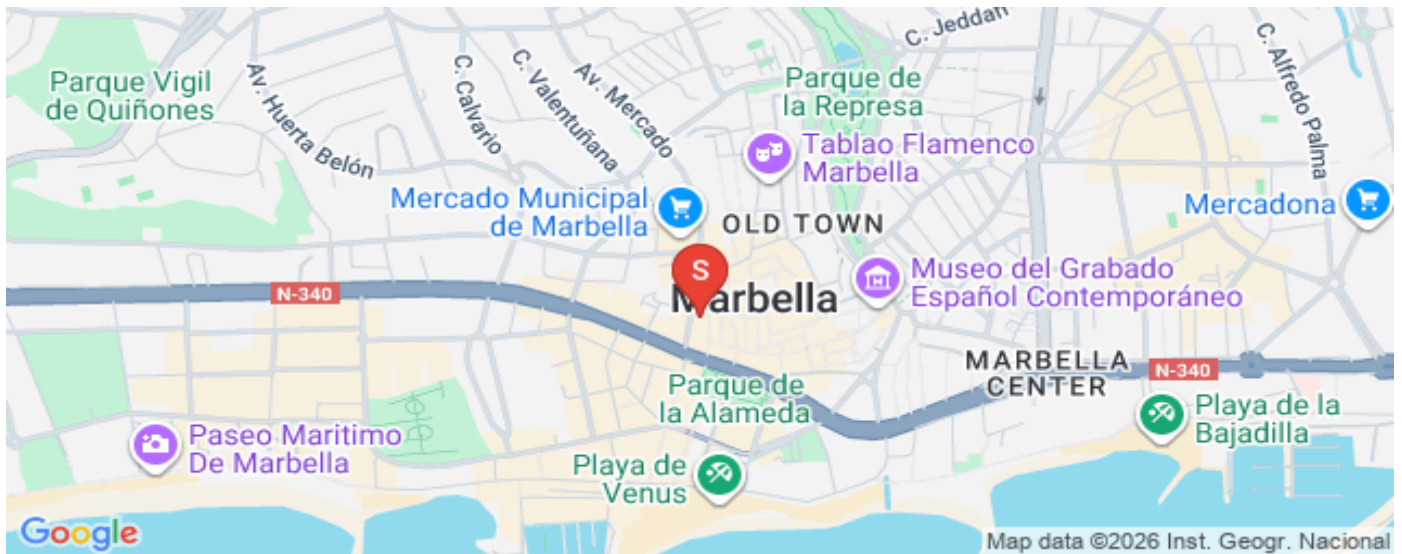 C. Jeddah
Parque Vigil
de Quiñones
Av. Huerta Belón
C. Calvario
C. Valentuñana
Av. Mercado
Parque de
la Represa
C. Alfredo Palma
Tablao Flamenco
Marbella
Mercado Municipal
de Marbella
OLD TOWN
Mercadona
S
Museo del Grabado
Español Contemporáneo
N-340
Marbella
MARBELLA
CENTER
N-340
Parque de
la Alameda
Paseo Maritimo
De Marbella
Playa de la
Bajadilla
Playa de
Venus
Google
Map data ©2026 Inst. Geogr. Nacional